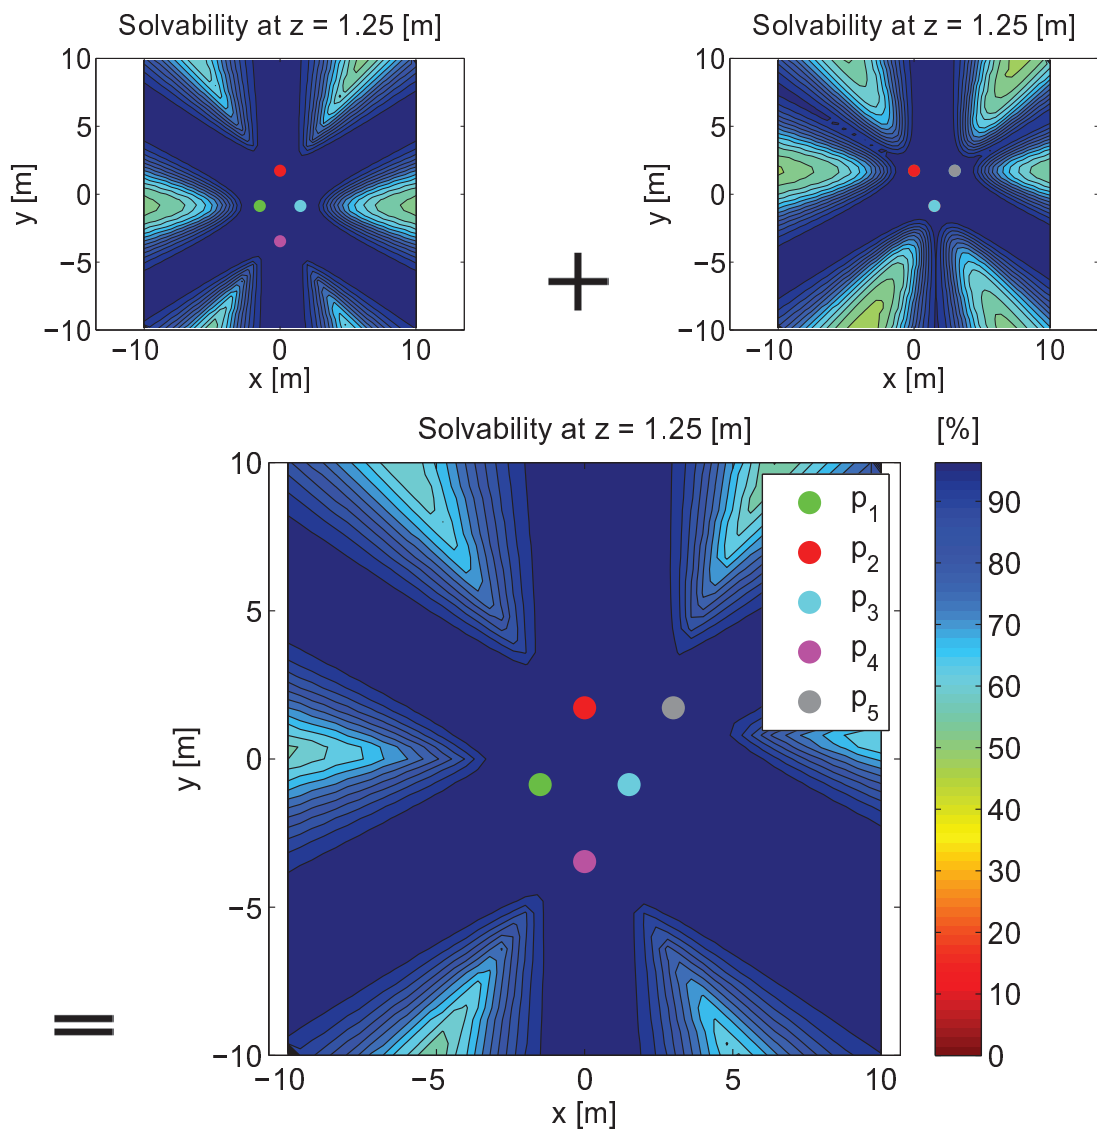 Solvability at z = 1.25 [m]
10
5
0
−5
−10
y [m]
−10 0 10
x [m]
+
Solvability at z = 1.25 [m]
10
5
0
−5
−10
y [m]
−10 0 10
x [m]
=
Solvability at z = 1.25 [m]
10
5
0
−5
−10
y [m]
−10 −5 0 5 10
x [m]
p1
p2
p3
p4
p5
[%]
90
80
70
60
50
40
30
20
10
0